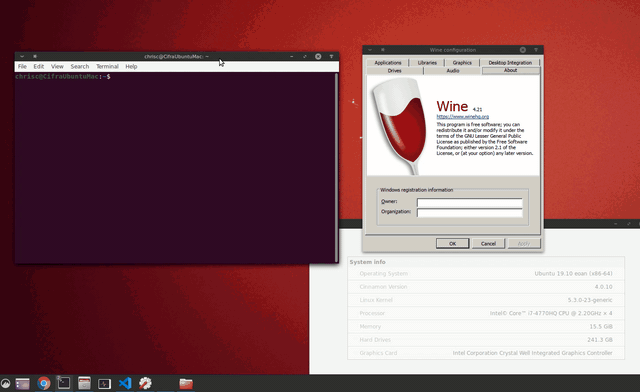 chrisc@CifraUbuntuMac: ~
File Edit View Search Terminal Help
chrisc@CifraUbuntuMac:~$
Wine configuration
Applications Libraries Graphics Desktop Integration
Drives Audio About
Wine 4.21
https://www.winehq.org
This program is free software; you can
redistribute it and/or modify it under the
terms of the GNU Lesser General Public
License as published by the Free Software
Foundation; either version 2.1 of the
License, or (at your option) any later version.
Windows registration information
Owner:
Organization:
OK Cancel Apply
System info
Operating System Ubuntu 19.10 eoan (x86-64)
Cinnamon Version 4.0.10
Linux Kernel 5.3.0-23-generic
Processor Intel© Core™ i7-4770HQ CPU @ 2.20GHz × 4
Memory 15.5 GiB
Hard Drives 241.3 GB
Graphics Card Intel Corporation Crystal Well Integrated Graphics Controller